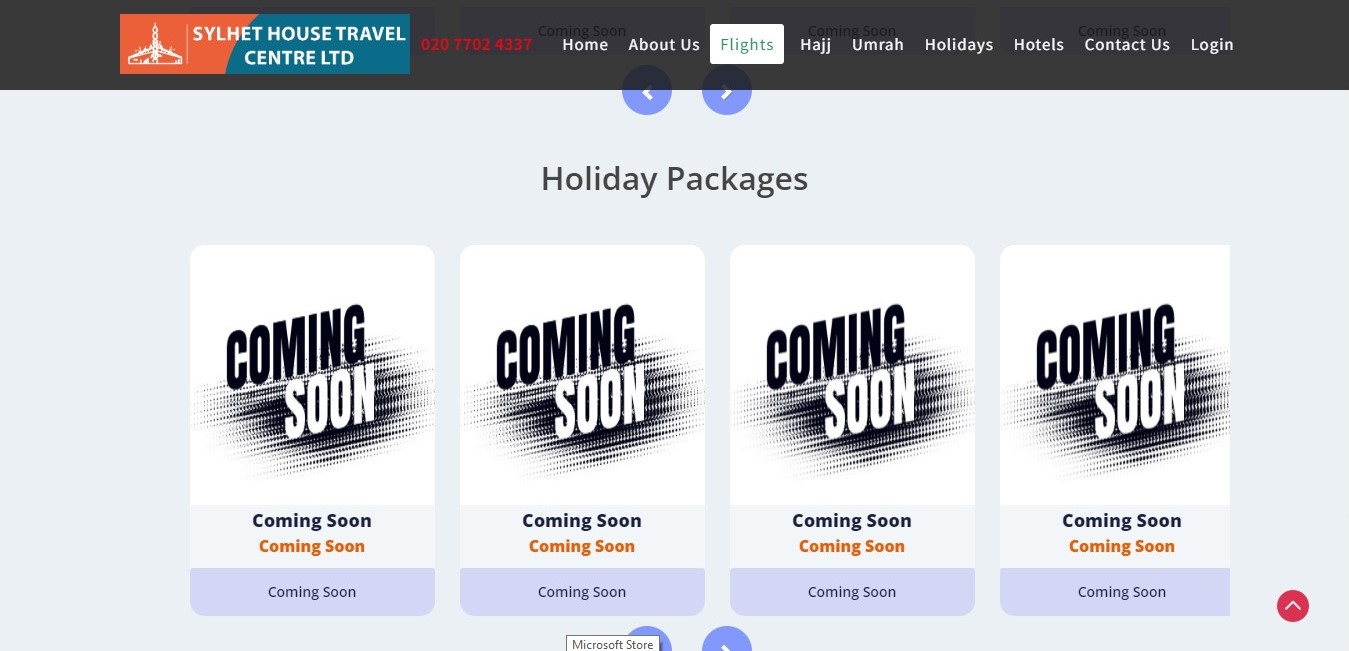 Coming Soon
Coming Soon
Coming Soon
SYLHET HOUSE TRAVEL
CENTRE LTD
020 7702 4337
Home
About Us
Flights
Hajj
Umrah
Holidays
Hotels
Contact Us
Login
Holiday Packages
COMING
SOON
COMING
SOON
COMING
SOON
COMING
SOON
Coming Soon
Coming Soon
Coming Soon
Coming Soon
Coming Soon
Coming Soon
Coming Soon
Coming Soon
Coming Soon
Coming Soon
Coming Soon
Coming Soon
Microsoft Store